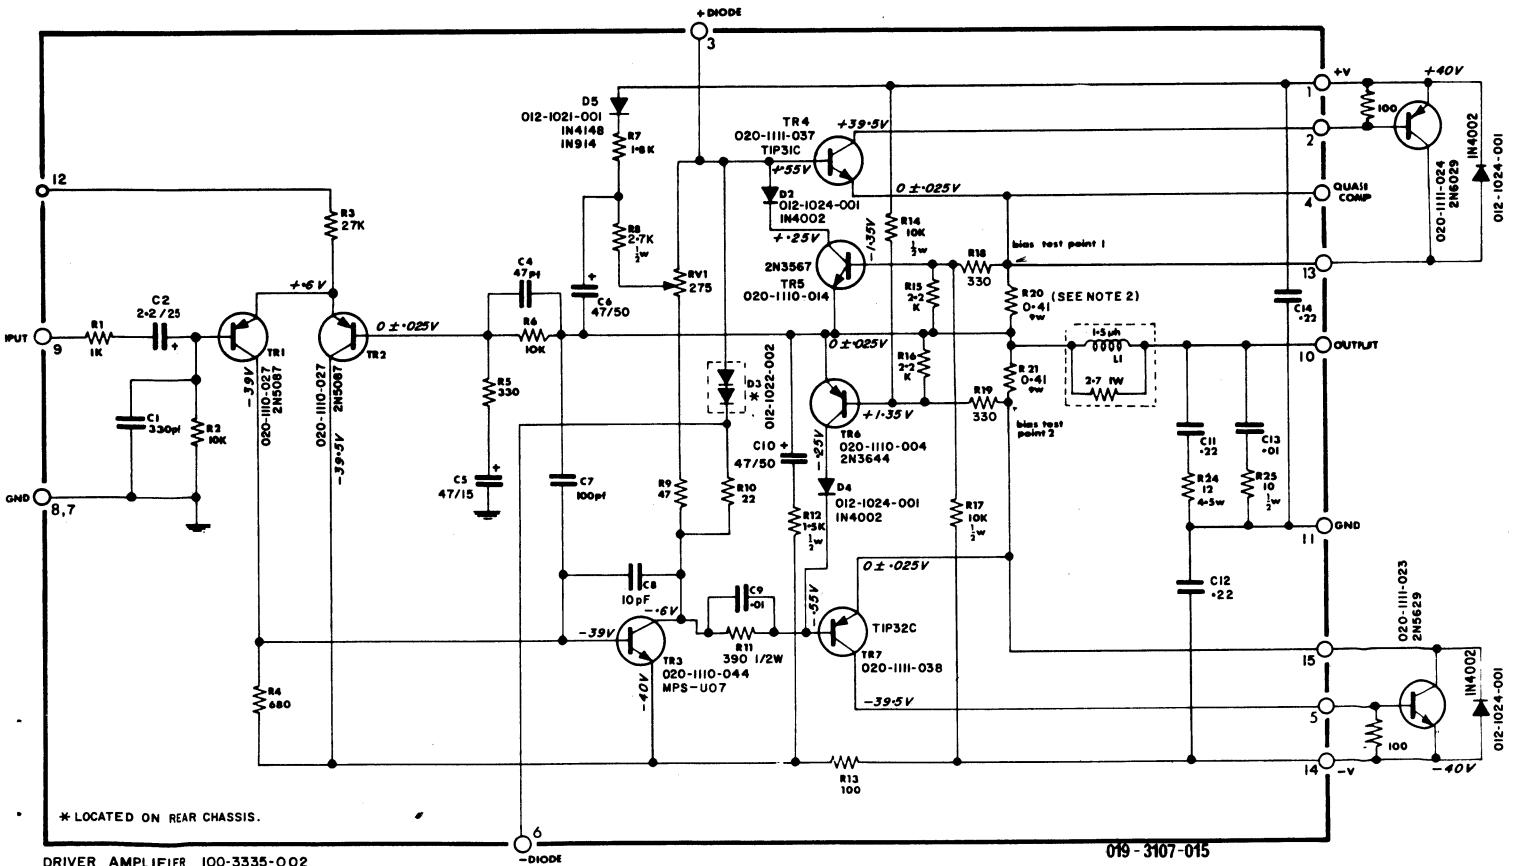 + DIODE
3
+V
1
+40V
100
2
1N4002
012-1024-001
020-1111-024
2N6029
D5
012-1021-001
1N4148
1N914
R7
1·8K
TR4
020-1111-037
TIP31C
+39.5V
+·55V
QUASI
COMP
4
0 ± ·025V
12
R3
27K
D2
012-1024-001
1N4002
+·25V
R8
2·7K
½w
-1.35V
R14
10K
½w
bias test point 1
13
R18
330
2N3567
TR5
020-1110-014
R15
2·2
K
R20
0·41
9w
(SEE NOTE 2)
C14
·22
C4
47Pf
C6
47/50
RV1
275
+·6V
C2
2·2/25
+
R1
1K
IPUT
9
TR1
TR2
0 ± ·025V
R6
10K
0 ± ·025V
R16
2·2
K
1·5 µh
L1
2·7 1W
OUTPUT
10
-39V
020-1110-027
2N5087
020-1110-027
2N5087
-39.5V
R5
330
D3
*
012-1022-002
R21
0·41
9w
R19
330
+1.35V
bias test
point 2
C1
330pf
R2
10K
TR6
020-1110-004
2N3644
-·25V
C10 +
47/50
C11
·22
C13
·01
GND
8,7
C5
47/15
+
C7
100pf
R9
47
R10
22
D4
012-1024-001
1N4002
R12
1·5K
½w
R17
10K
½w
R24
12
4·5w
R25
10
½w
GND
11
0 ± ·025V
C8
10pF
C9
·01
C12
·22
-·6V
-·55V
-39V
R11
390 1/2W
TIP32C
TR7
020-1111-038
TR3
020-1110-044
MPS-U07
-40V
020-1111-023
2N5629
15
1N4002
012-1024-001
R4
680
-39.5V
5
100
R13
100
14
-V
-40V
* LOCATED ON REAR CHASSIS.
6
-DIODE
019-3107-015
DRIVER AMPLIFIER 100-3335-002